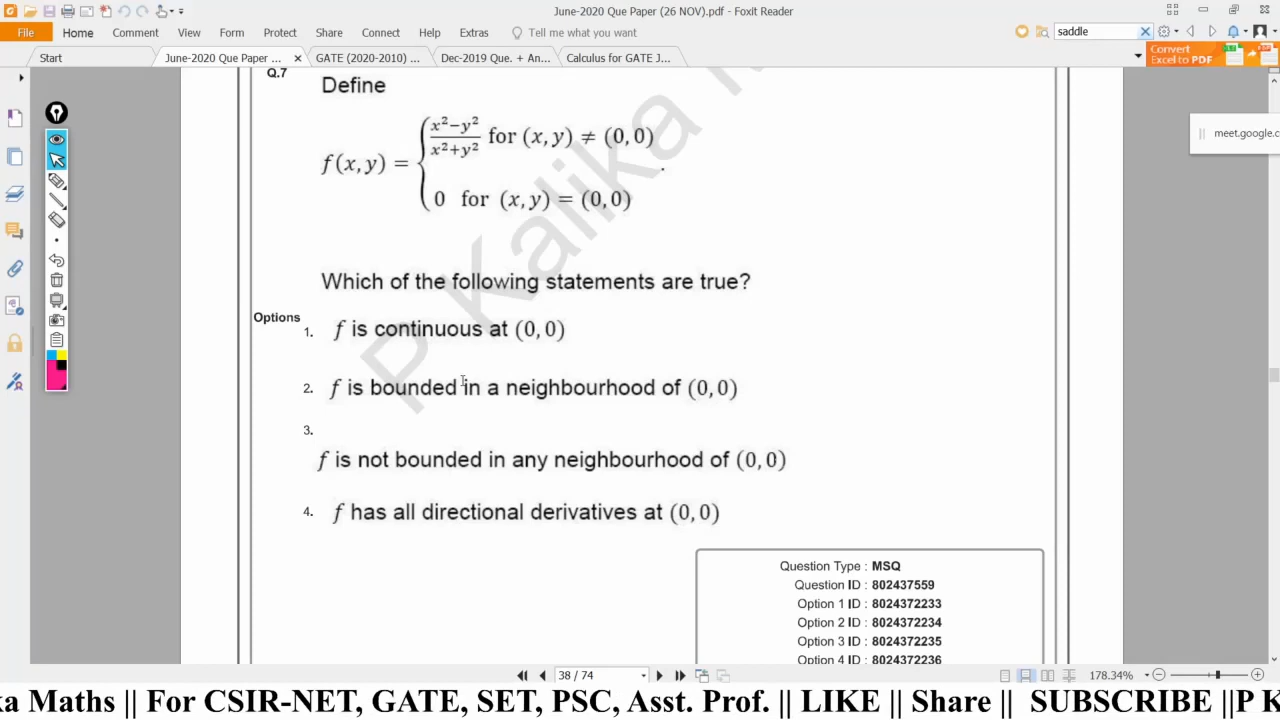 June-2020 Que Paper (26 NOV).pdf - Foxit Reader
File Home Comment View Form Protect Share Connect Help Extras Tell me what you want to do... saddle
Start June-2020 Que Paper ... GATE (2020-2010) ... Dec-2019 Que. + An... Calculus for GATE J...
Convert
Excel to PDF
meet.google.c
Q.7
Define
f(x, y) = { x²−y² / x²+y² for (x, y) ≠ (0, 0)
0 for (x, y) = (0, 0) .
P Kalika M
Which of the following statements are true?
Options
1. f is continuous at (0, 0)
2. f is bounded in a neighbourhood of (0, 0)
3.
f is not bounded in any neighbourhood of (0, 0)
4. f has all directional derivatives at (0, 0)
Question Type : MSQ
Question ID : 802437559
Option 1 ID : 8024372233
Option 2 ID : 8024372234
Option 3 ID : 8024372235
Option 4 ID : 8024372236
38 / 74
178.34%
ka Maths || For CSIR-NET, GATE, SET, PSC, Asst. Prof. || LIKE || Share || SUBSCRIBE ||P K